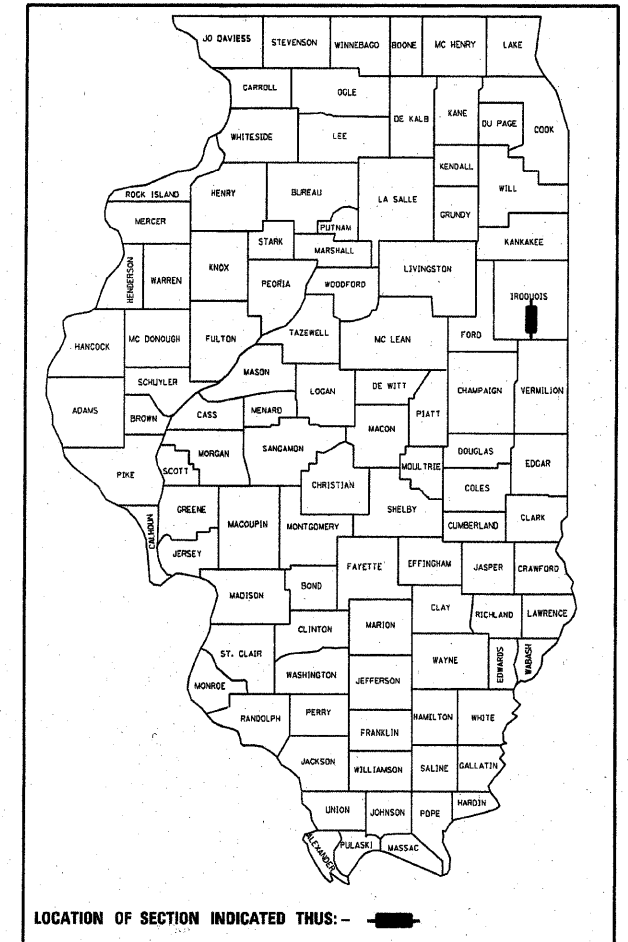 JO DAVIESS STEVENSON WINNEBAGO BOONE MC HENRY LAKE
CARROLL OGLE DE KALB KANE DU PAGE COOK
WHITESIDE LEE
KENDALL WILL
ROCK ISLAND HENRY BUREAU LA SALLE GRUNDY
MERCER PUTNAM
STARK MARSHALL KANKAKEE
HENDERSON WARREN KNOX PEORIA WOODFORD LIVINGSTON IROQUOIS
HANCOCK MC DONOUGH FULTON TAZEWELL MC LEAN FORD
MASON
SCHUYLER LOGAN DE WITT CHAMPAIGN VERMILION
ADAMS BROWN CASS MENARD MACON PIATT
MORGAN SANGAMON DOUGLAS EDGAR
PIKE SCOTT CHRISTIAN MOULTRIE COLES
GREENE MACOUPIN MONTGOMERY SHELBY CLARK
CALHOUN CUMBERLAND
JERSEY FAYETTE EFFINGHAM JASPER CRAWFORD
MADISON BOND CLAY RICHLAND LAWRENCE
CLINTON MARION
ST. CLAIR WAYNE EDWARDS WABASH
MONROE WASHINGTON JEFFERSON
RANDOLPH PERRY HAMILTON WHITE
FRANKLIN
JACKSON WILLIAMSON SALINE GALLATIN
UNION JOHNSON POPE HARDIN
ALEXANDER PULASKI MASSAC
LOCATION OF SECTION INDICATED THUS: –